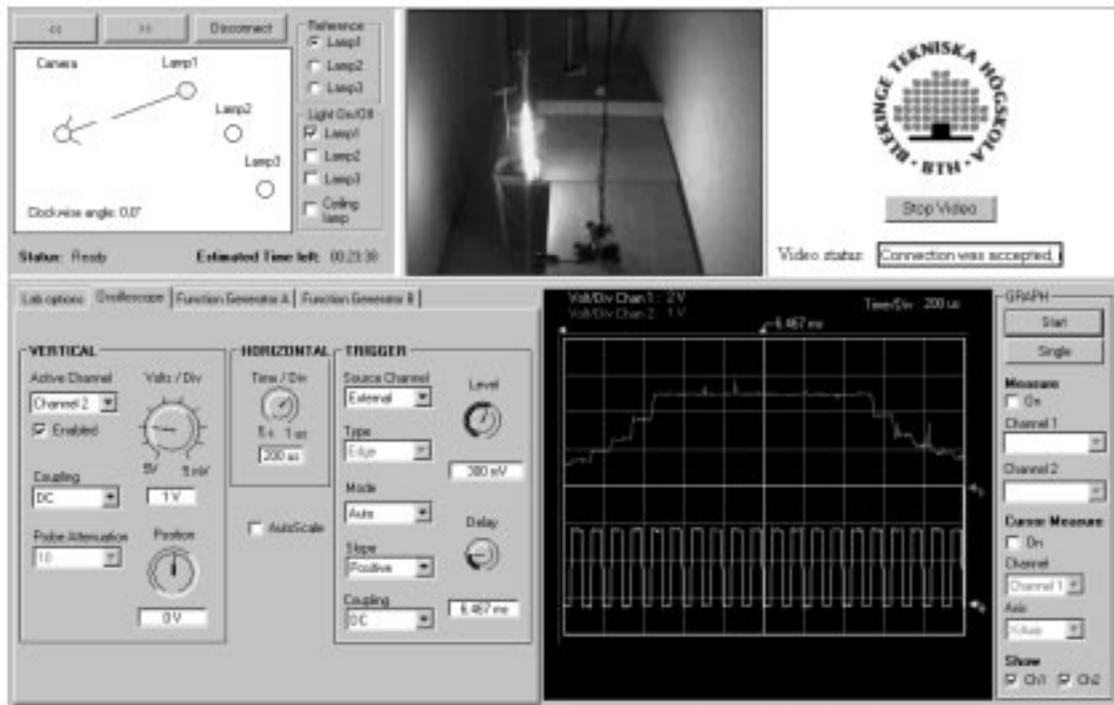 <<
>>
Disconnect
Camera
Lamp1
Lamp2
Lamp3
Clockwise angle: 0.0°
Reference
Lamp1
Lamp2
Lamp3
Light On/Off
Lamp1
Lamp2
Lamp3
Ceiling
lamp
Status: Ready
Estimated Time left: 00:23:38
BLEKINGE TEKNISKA HÖGSKOLA · BTH ·
Stop Video
Video status:
Connection was accepted,
Lab options
Oscilloscope
Function Generator A
Function Generator B
VERTICAL
Active Channel
Channel 2
Enabled
Volts / Div
5V
5 mV
1 V
Coupling
DC
Probe Attenuation
10
Position
0 V
HORIZONTAL
Time / Div
5 s
1 us
200 us
AutoScale
TRIGGER
Source Channel
External
Type
Edge
Mode
Auto
Slope
Positive
Coupling
DC
Level
300 mV
Delay
6.467 ms
Volt/Div Chan 1 : 2 V
Volt/Div Chan 2 : 1 V
Time/Div : 200 us
6.467 ms
GRAPH
Start
Single
Measure
On
Channel 1
Channel 2
Cursor Measure
On
Channel
Channel 1
Axis
X-Axis
Show
Ch1
Ch2